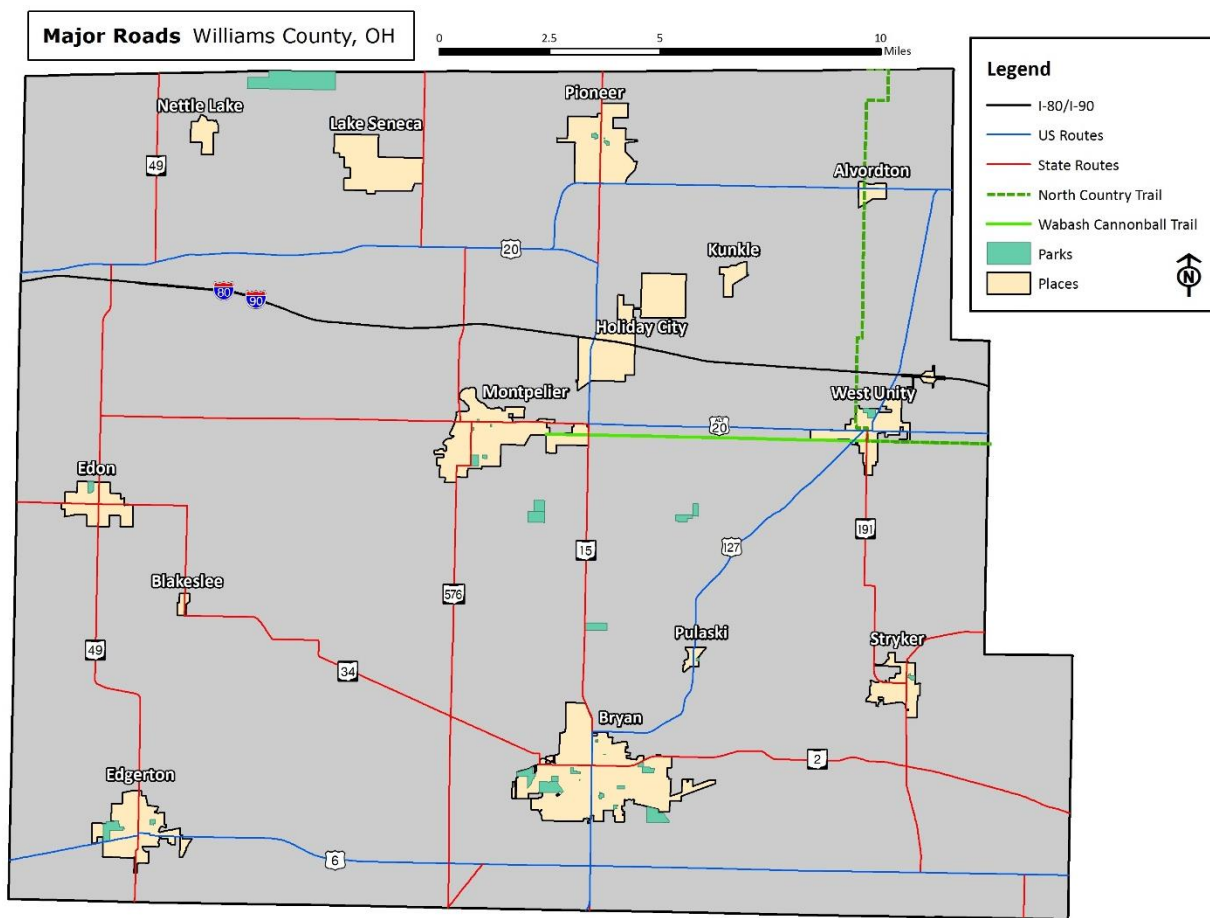 Major Roads Williams County, OH
0 2.5 5 10
Miles
Legend
I-80/I-90
US Routes
State Routes
North Country Trail
Wabash Cannonball Trail
Parks
Places
N
Nettle Lake
Lake Seneca
Pioneer
49
Alvordton
20
Kunkle
80
90
Holiday City
Montpelier
West Unity
ALT
20
Edon
191
15
127
Blakeslee
576
Pulaski
Stryker
49
34
Bryan
2
Edgerton
6